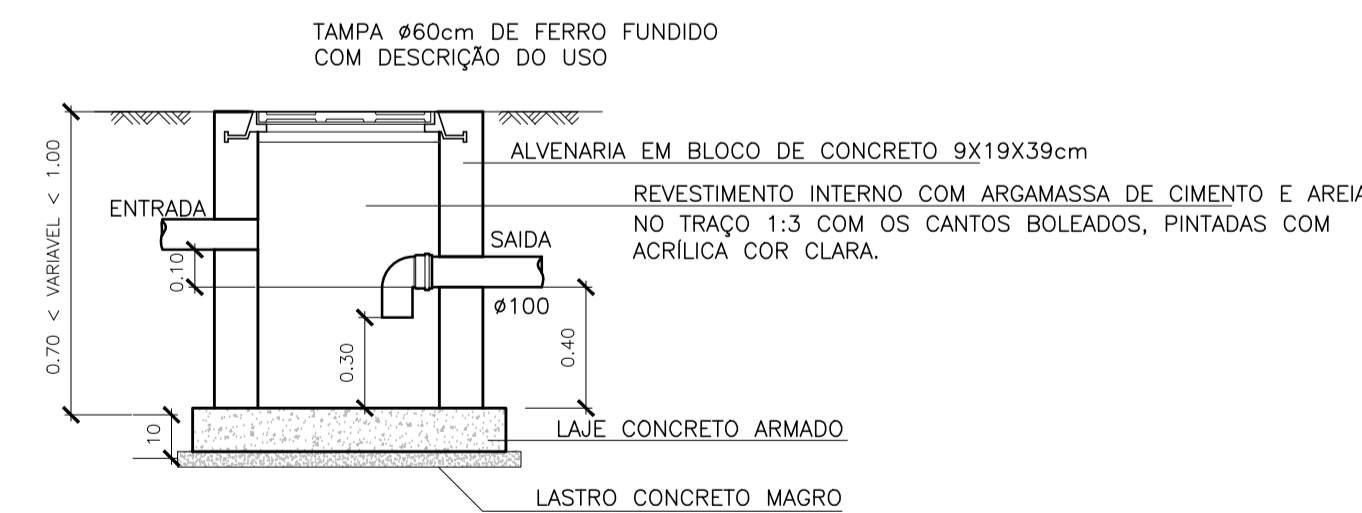 TAMPA ø60cm DE FERRO FUNDIDO
COM DESCRIÇÃO DO USO
0.70 < VARIAVEL < 1.00
ALVENARIA EM BLOCO DE CONCRETO 9X19X39cm
REVESTIMENTO INTERNO COM ARGAMASSA DE CIMENTO E AREIA
NO TRAÇO 1:3 COM OS CANTOS BOLEADOS, PINTADAS COM
ACRÍLICA COR CLARA.
ENTRADA
SAIDA
0.10
ø100
0.30
0.40
10
LAJE CONCRETO ARMADO
LASTRO CONCRETO MAGRO